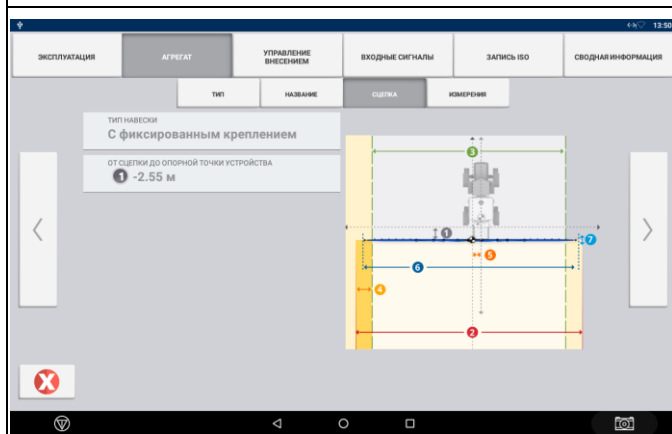 13:50
ЭКСПЛУАТАЦИЯ
АГРЕГАТ
УПРАВЛЕНИЕ
ВНЕСЕНИЕМ
ВХОДНЫЕ СИГНАЛЫ
ЗАПИСЬ ISO
СВОДНАЯ ИНФОРМАЦИЯ
ТИП
НАЗВАНИЕ
СЦЕПКА
ИЗМЕРЕНИЯ
ТИП НАВЕСКИ
С фиксированным креплением
ОТ СЦЕПКИ ДО ОПОРНОЙ ТОЧКИ УСТРОЙСТВА
1 -2.55 м
3
1
7
5
6
4
2